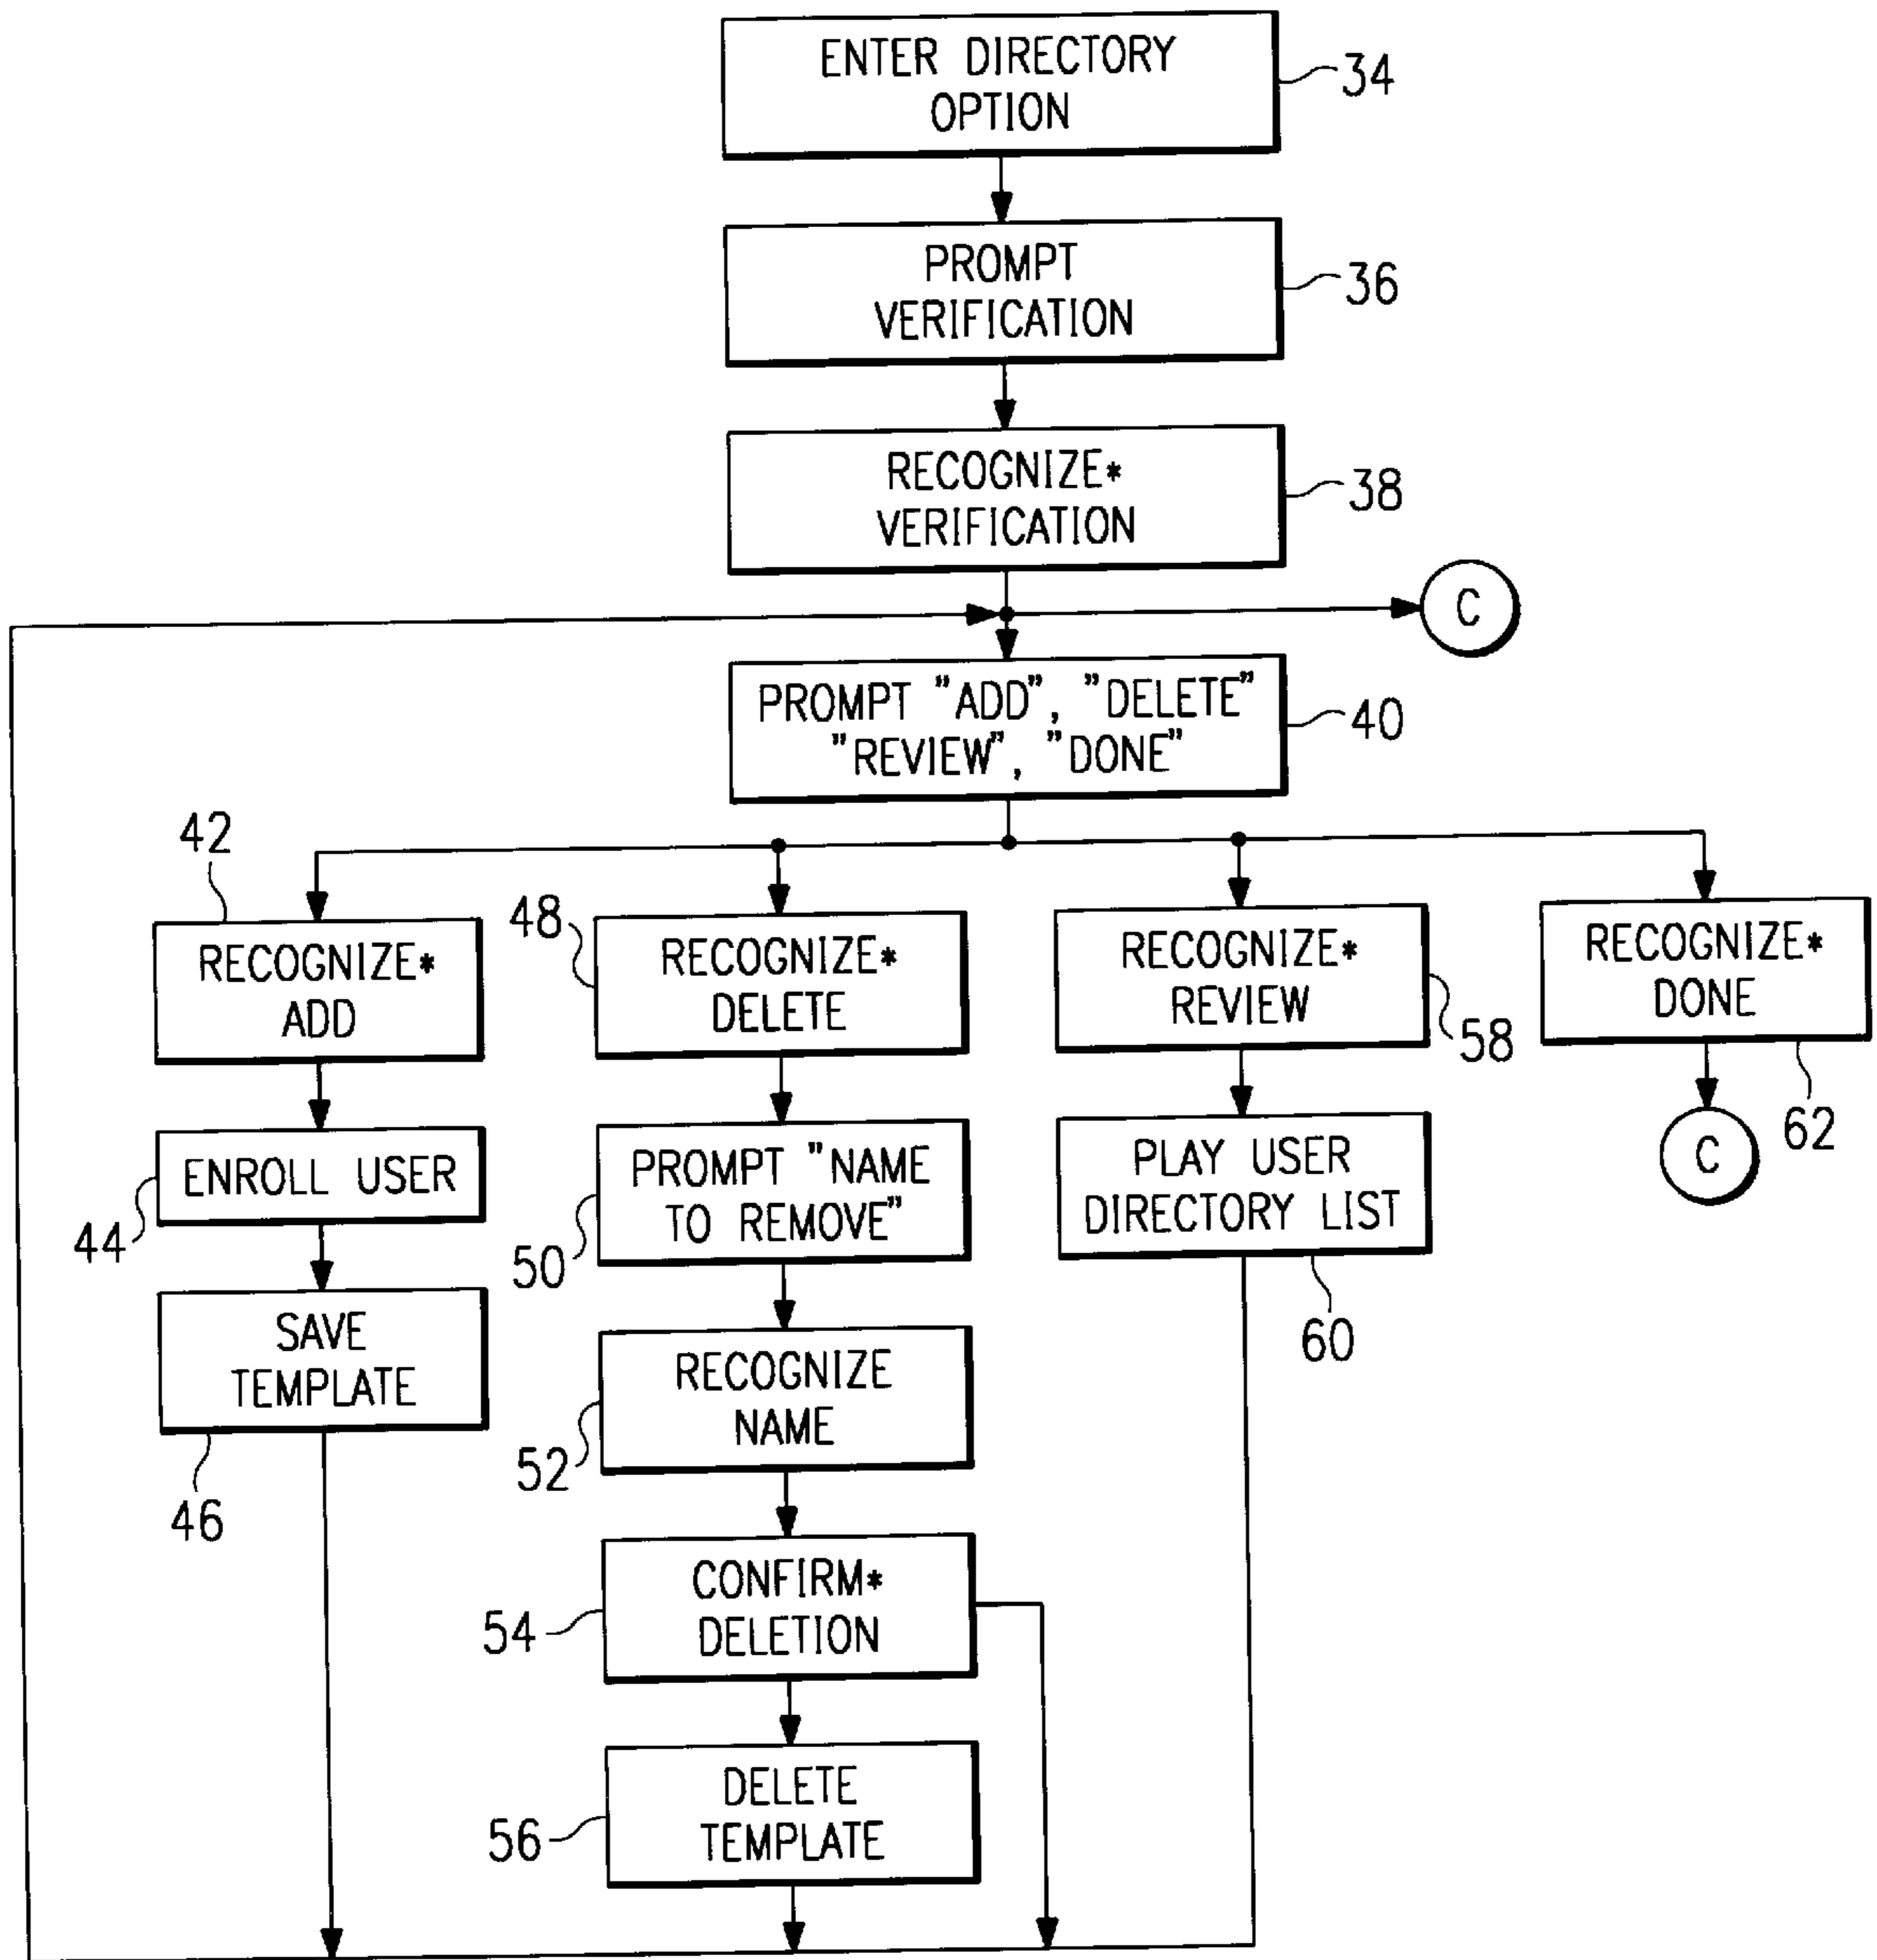 ENTER DIRECTORY
OPTION
34
PROMPT
VERIFICATION
36
RECOGNIZE*
VERIFICATION
38
C
PROMPT "ADD", "DELETE"
"REVIEW", "DONE"
40
42
RECOGNIZE*
ADD
48
RECOGNIZE*
DELETE
RECOGNIZE*
REVIEW
58
RECOGNIZE*
DONE
62
C
ENROLL USER
44
PROMPT "NAME
TO REMOVE"
50
PLAY USER
DIRECTORY LIST
60
SAVE
TEMPLATE
46
RECOGNIZE
NAME
52
CONFIRM*
DELETION
54
DELETE
TEMPLATE
56